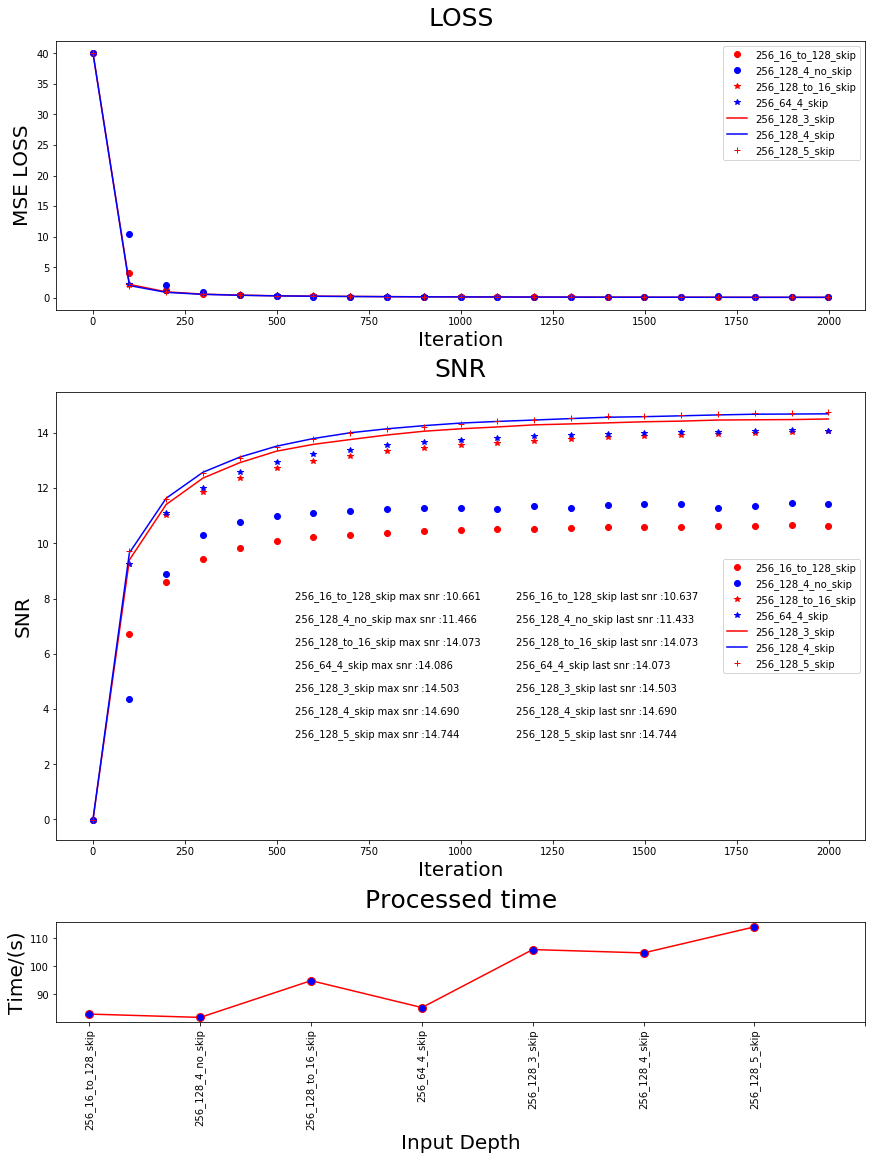 LOSS
40
35
30
25
20
15
10
5
0
MSE LOSS
256_16_to_128_skip
256_128_4_no_skip
256_128_to_16_skip
256_64_4_skip
256_128_3_skip
256_128_4_skip
256_128_5_skip
0 250 500 750 1000 1250 1500 1750 2000
Iteration
SNR
14
12
10
8
6
4
2
0
SNR
256_16_to_128_skip
256_128_4_no_skip
256_128_to_16_skip
256_64_4_skip
256_128_3_skip
256_128_4_skip
256_128_5_skip
256_16_to_128_skip max snr :10.661 256_16_to_128_skip last snr :10.637
256_128_4_no_skip max snr :11.466 256_128_4_no_skip last snr :11.433
256_128_to_16_skip max snr :14.073 256_128_to_16_skip last snr :14.073
256_64_4_skip max snr :14.086 256_64_4_skip last snr :14.073
256_128_3_skip max snr :14.503 256_128_3_skip last snr :14.503
256_128_4_skip max snr :14.690 256_128_4_skip last snr :14.690
256_128_5_skip max snr :14.744 256_128_5_skip last snr :14.744
0 250 500 750 1000 1250 1500 1750 2000
Iteration
Processed time
110
100
90
Time/(s)
256_16_to_128_skip
256_128_4_no_skip
256_128_to_16_skip
256_64_4_skip
256_128_3_skip
256_128_4_skip
256_128_5_skip
Input Depth